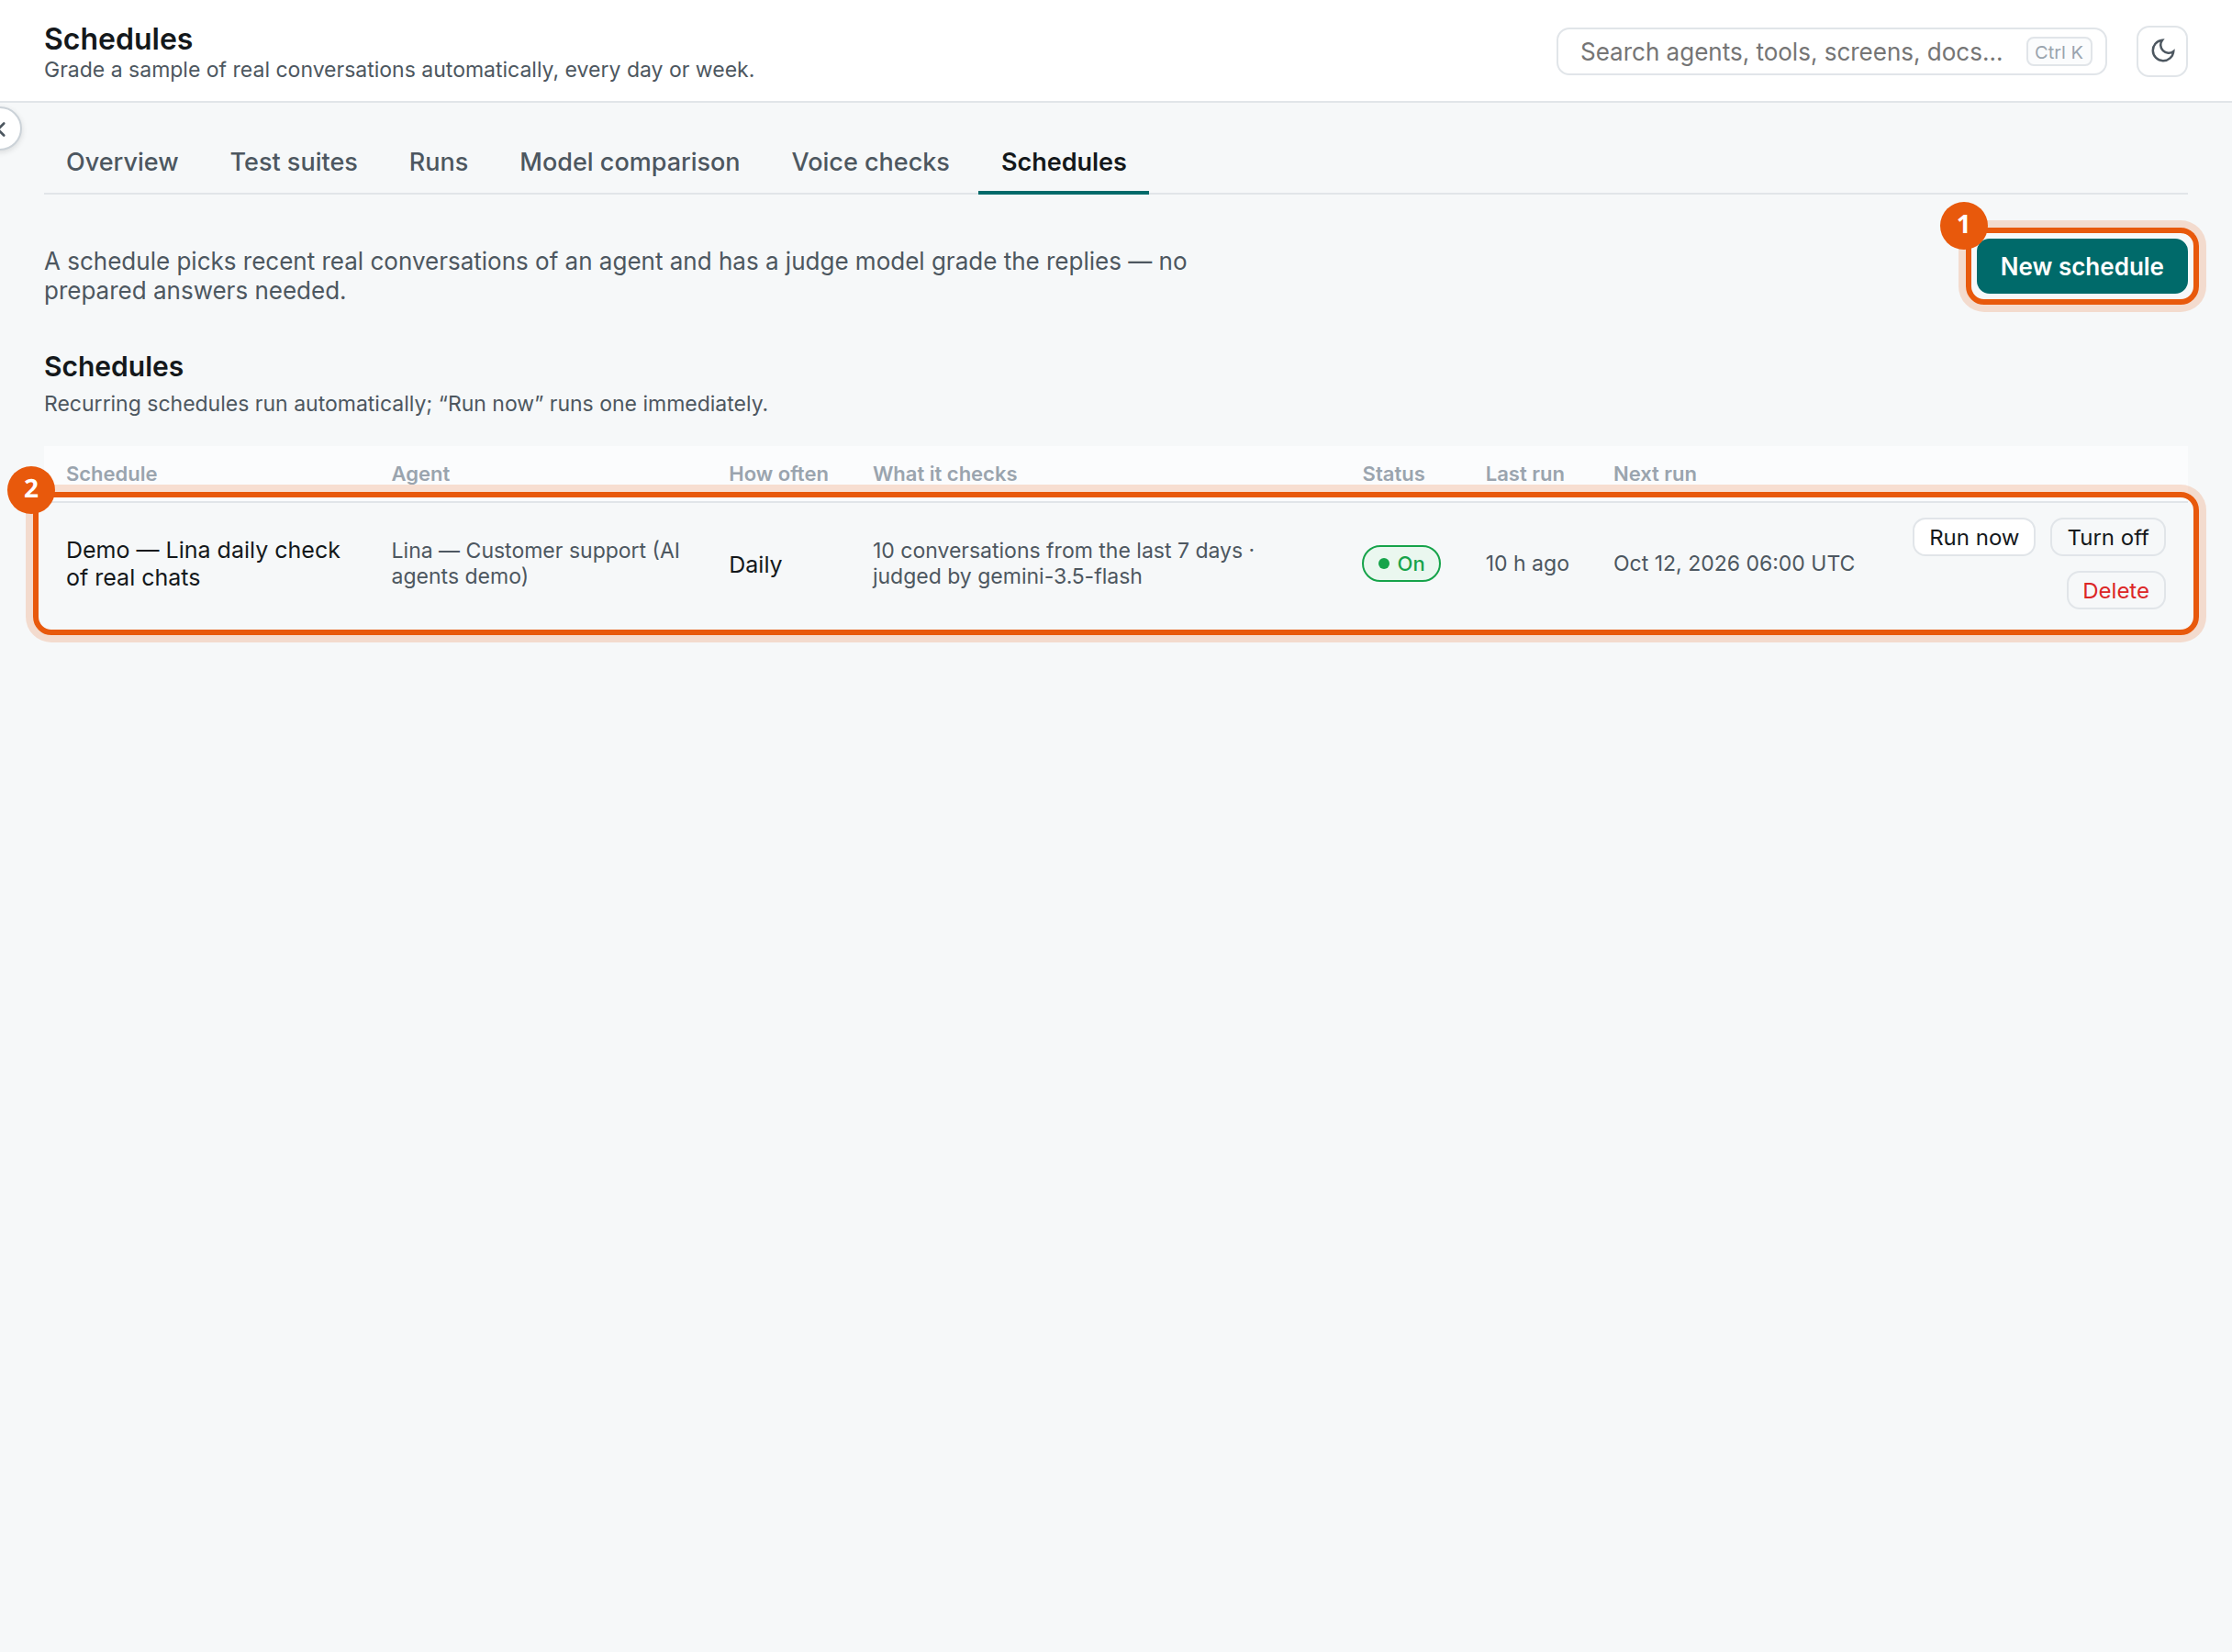 Schedules
Grade a sample of real conversations automatically, every day or week.
Search agents, tools, screens, docs... Ctrl K
Overview Test suites Runs Model comparison Voice checks Schedules
A schedule picks recent real conversations of an agent and has a judge model grade the replies — no
prepared answers needed.
1
New schedule
Schedules
Recurring schedules run automatically; “Run now” runs one immediately.
Schedule Agent How often What it checks Status Last run Next run
2
Demo — Lina daily check
of real chats
Lina — Customer support (AI
agents demo)
Daily
10 conversations from the last 7 days ·
judged by gemini-3.5-flash
On
10 h ago
Oct 12, 2026 06:00 UTC
Run now Turn off
Delete